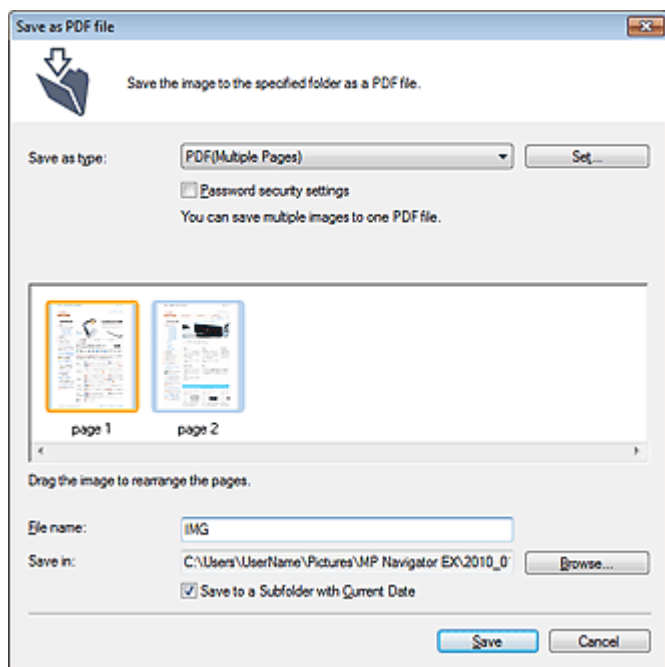 Save as PDF file
Save the image to the specified folder as a PDF file.
Save as type:
PDF(Multiple Pages)
Set...
Password security settings
You can save multiple images to one PDF file.
page 1
page 2
Drag the image to rearrange the pages.
File name:
IMG
Save in:
C:\Users\UserName\Pictures\MP Navigator EX\2010_0
Browse...
Save to a Subfolder with Current Date
Save
Cancel